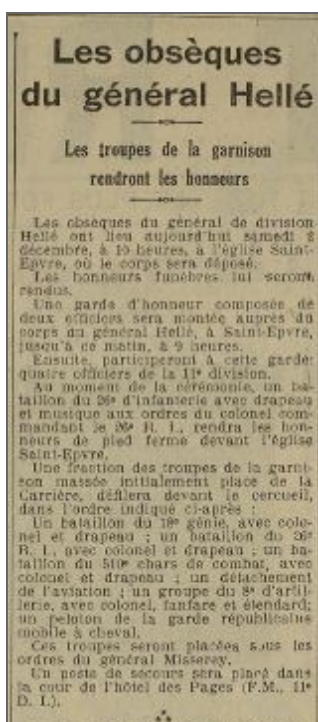 Les obsèques
du général Hellé
Les troupes de la garnison
rendront les honneurs
Les obsèques du général de division
Hellé ont lieu aujourd'hui samedi 2
décembre, à 10 heures, à l'église Saint-
Epvre, où le corps sera déposé.
Les honneurs funèbres lui seront
rendus.
Une garde d'honneur composée de
deux officiers sera montée auprès du
corps du général Hellé, à Saint-Epvre,
jusqu'à ce matin, à 9 heures.
Ensuite, participeront à cette garde:
quatre officiers de la 11e division.
Au moment de la cérémonie, un ba-
taillon du 26e d'infanterie avec drapeau
et musique aux ordres du colonel com-
mandant le 26e R. I., rendra les hon-
neurs de pied ferme devant l'église
Saint-Epvre.
Une fraction des troupes de la garni-
son massée initialement place de la
Carrière, défilera devant le cercueil,
dans l'ordre indiqué ci-après :
Un bataillon du 18e génie, avec colo-
nel et drapeau ; un bataillon du 26e
R. I., avec colonel et drapeau ; un ba-
taillon du 510e chars de combat, avec
colonel et drapeau ; un détachement
de l'aviation ; un groupe du 8e d'artil-
lerie, avec colonel, fanfare et étendard;
un peloton de la garde républicaine
mobile à cheval.
Ces troupes seront placées sous les
ordres du général Misserey.
Un poste de secours sera placé dans
la cour de l'hôtel des Pages (F.M., 11e
D. I.).